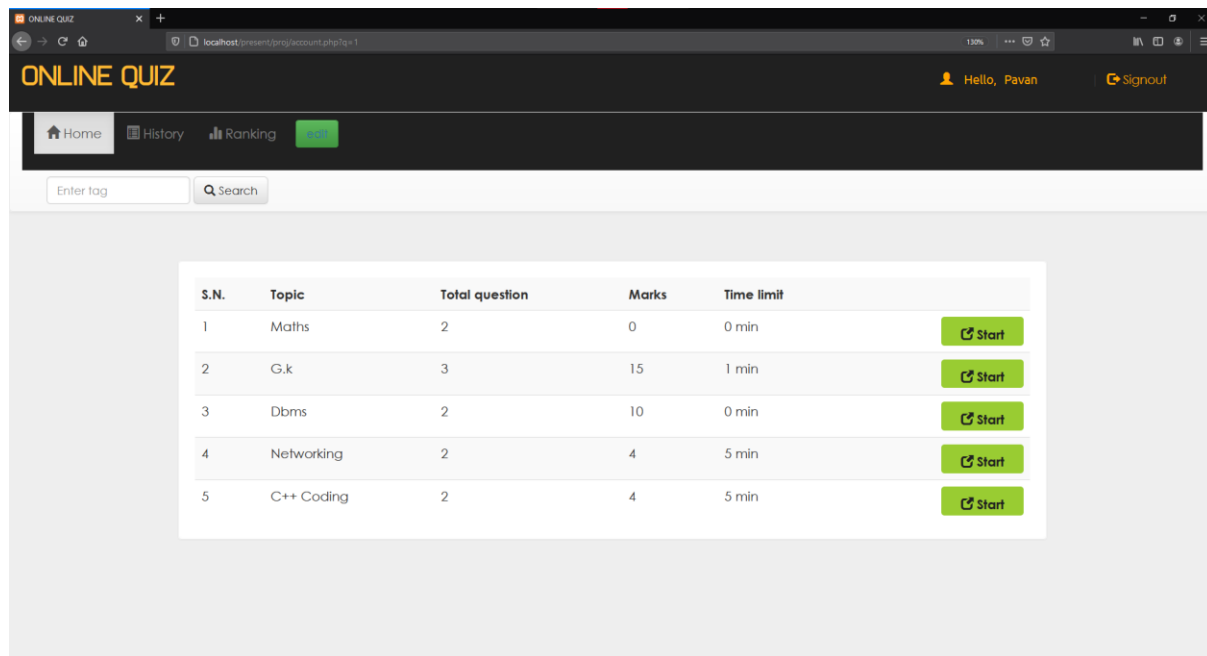 ONLINE QUIZ
localhost/present/proj/account.php?q=1
130%
ONLINE QUIZ
Hello, Pavan
Signout
Home History Ranking edit
Enter tag Search
S.N. Topic Total question Marks Time limit
1 Maths 2 0 0 min Start
2 G.k 3 15 1 min Start
3 Dbms 2 10 0 min Start
4 Networking 2 4 5 min Start
5 C++ Coding 2 4 5 min Start